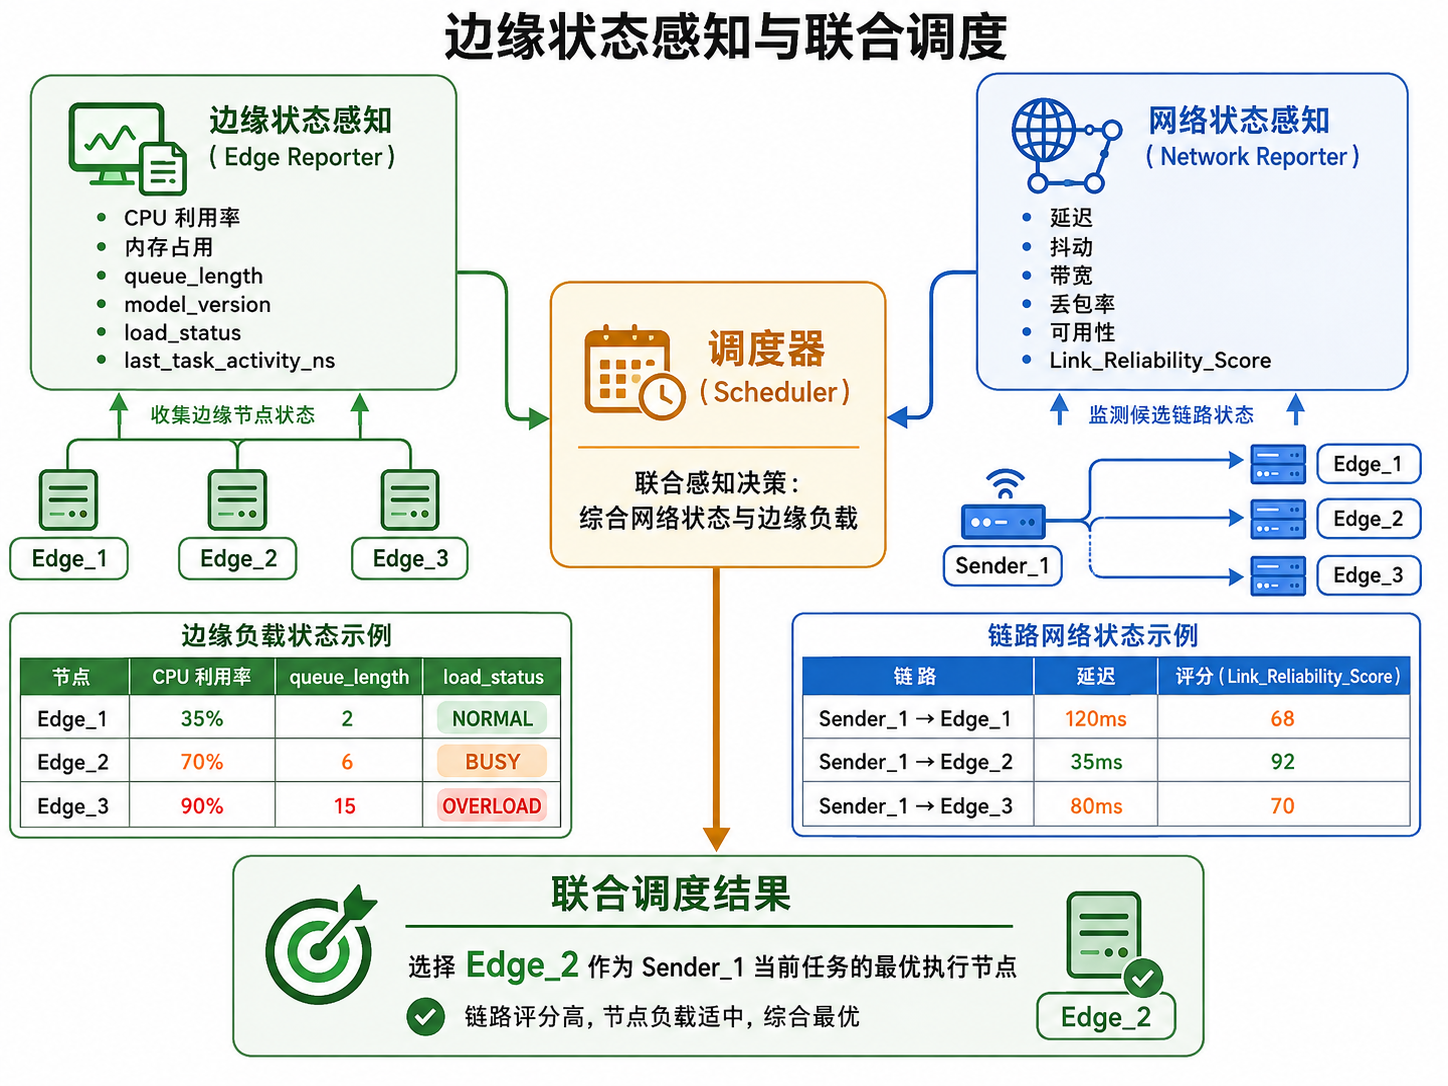 边缘状态感知与联合调度
边缘状态感知
(Edge Reporter)
• CPU 利用率
• 内存占用
• queue_length
• model_version
• load_status
• last_task_activity_ns
收集边缘节点状态
Edge_1
Edge_2
Edge_3
调度器
(Scheduler)
联合感知决策：
综合网络状态与边缘负载
网络状态感知
(Network Reporter)
• 延迟
• 抖动
• 带宽
• 丢包率
• 可用性
• Link_Reliability_Score
监测候选链路状态
Sender_1
Edge_1
Edge_2
Edge_3
边缘负载状态示例
节点 CPU 利用率 queue_length load_status
Edge_1 35% 2 NORMAL
Edge_2 70% 6 BUSY
Edge_3 90% 15 OVERLOAD
链路网络状态示例
链路 延迟 评分 (Link_Reliability_Score)
Sender_1 → Edge_1 120ms 68
Sender_1 → Edge_2 35ms 92
Sender_1 → Edge_3 80ms 70
联合调度结果
选择 Edge_2 作为 Sender_1 当前任务的最优执行节点
链路评分高, 节点负载适中, 综合最优
Edge_2